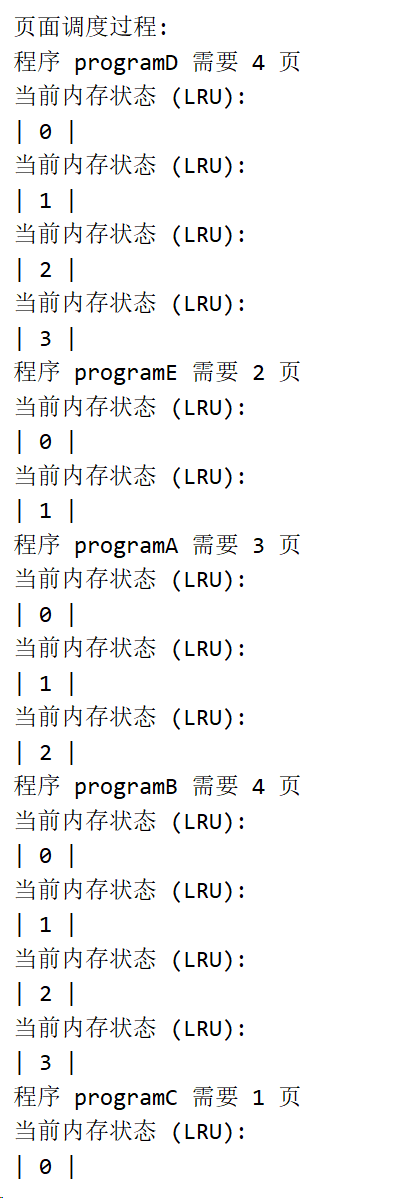 页面调度过程:
程序 programD 需要 4 页
当前内存状态 (LRU):
| 0 |
当前内存状态 (LRU):
| 1 |
当前内存状态 (LRU):
| 2 |
当前内存状态 (LRU):
| 3 |
程序 programE 需要 2 页
当前内存状态 (LRU):
| 0 |
当前内存状态 (LRU):
| 1 |
程序 programA 需要 3 页
当前内存状态 (LRU):
| 0 |
当前内存状态 (LRU):
| 1 |
当前内存状态 (LRU):
| 2 |
程序 programB 需要 4 页
当前内存状态 (LRU):
| 0 |
当前内存状态 (LRU):
| 1 |
当前内存状态 (LRU):
| 2 |
当前内存状态 (LRU):
| 3 |
程序 programC 需要 1 页
当前内存状态 (LRU):
| 0 |